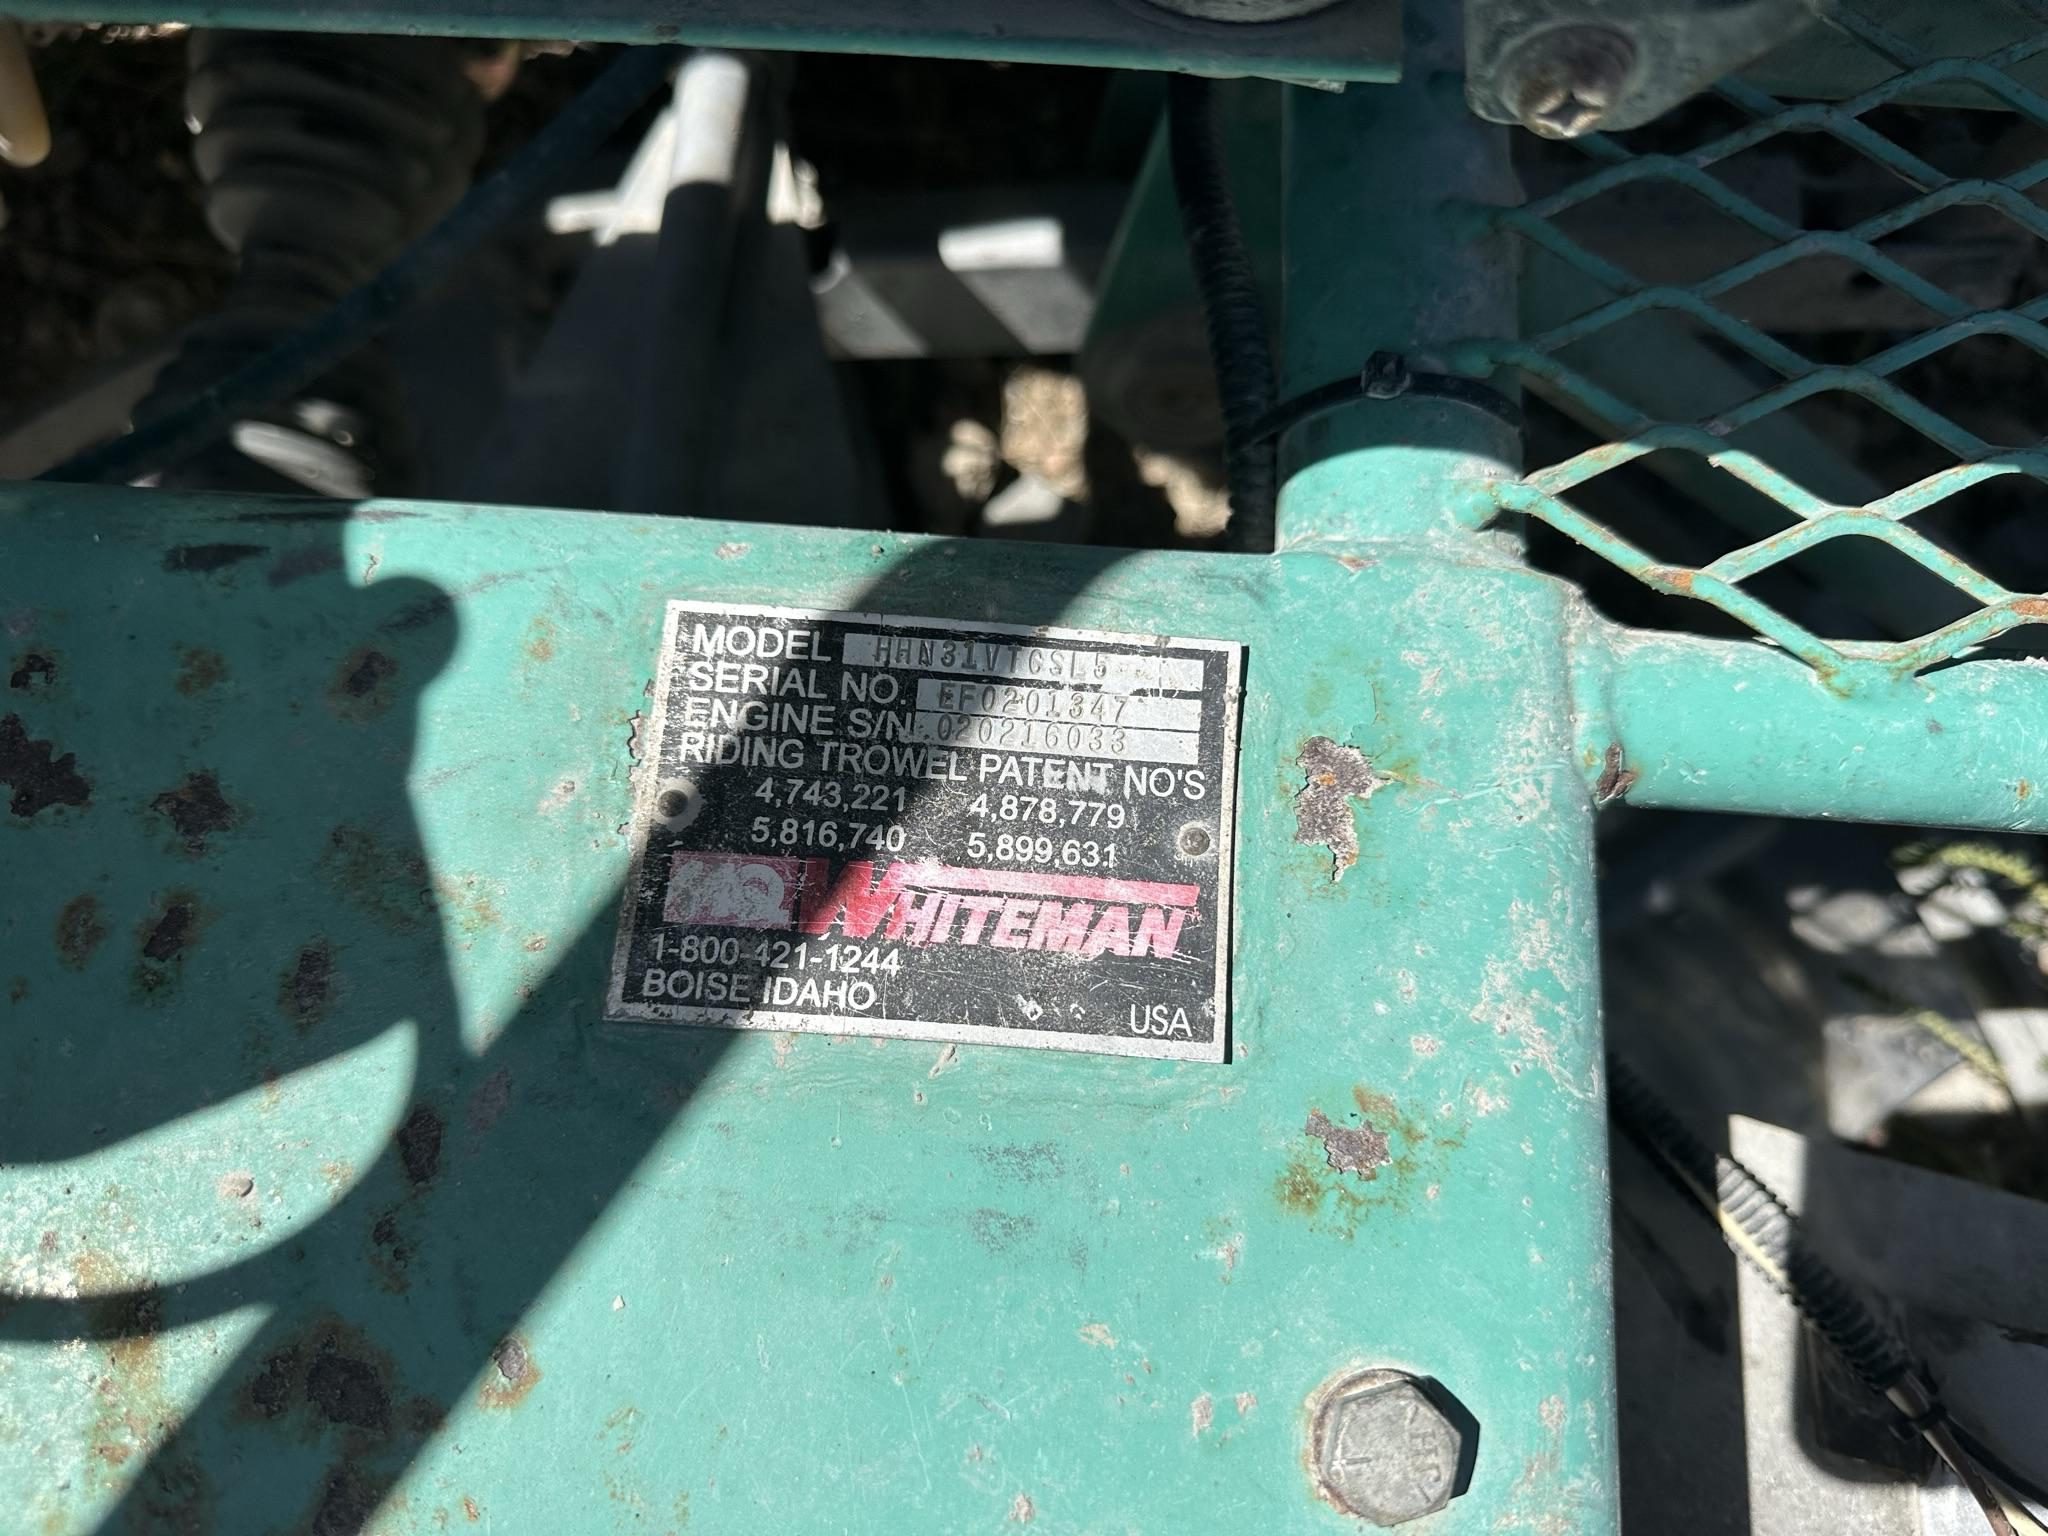 MODEL HHN31VTCSL5
SERIAL NO. EF0201347
ENGINE S/N. 020216033
RIDING TROWEL PATENT NO'S
4,743,221 4,878,779
5,816,740 5,899,631
WHITEMAN
1-800-421-1244
BOISE IDAHO USA